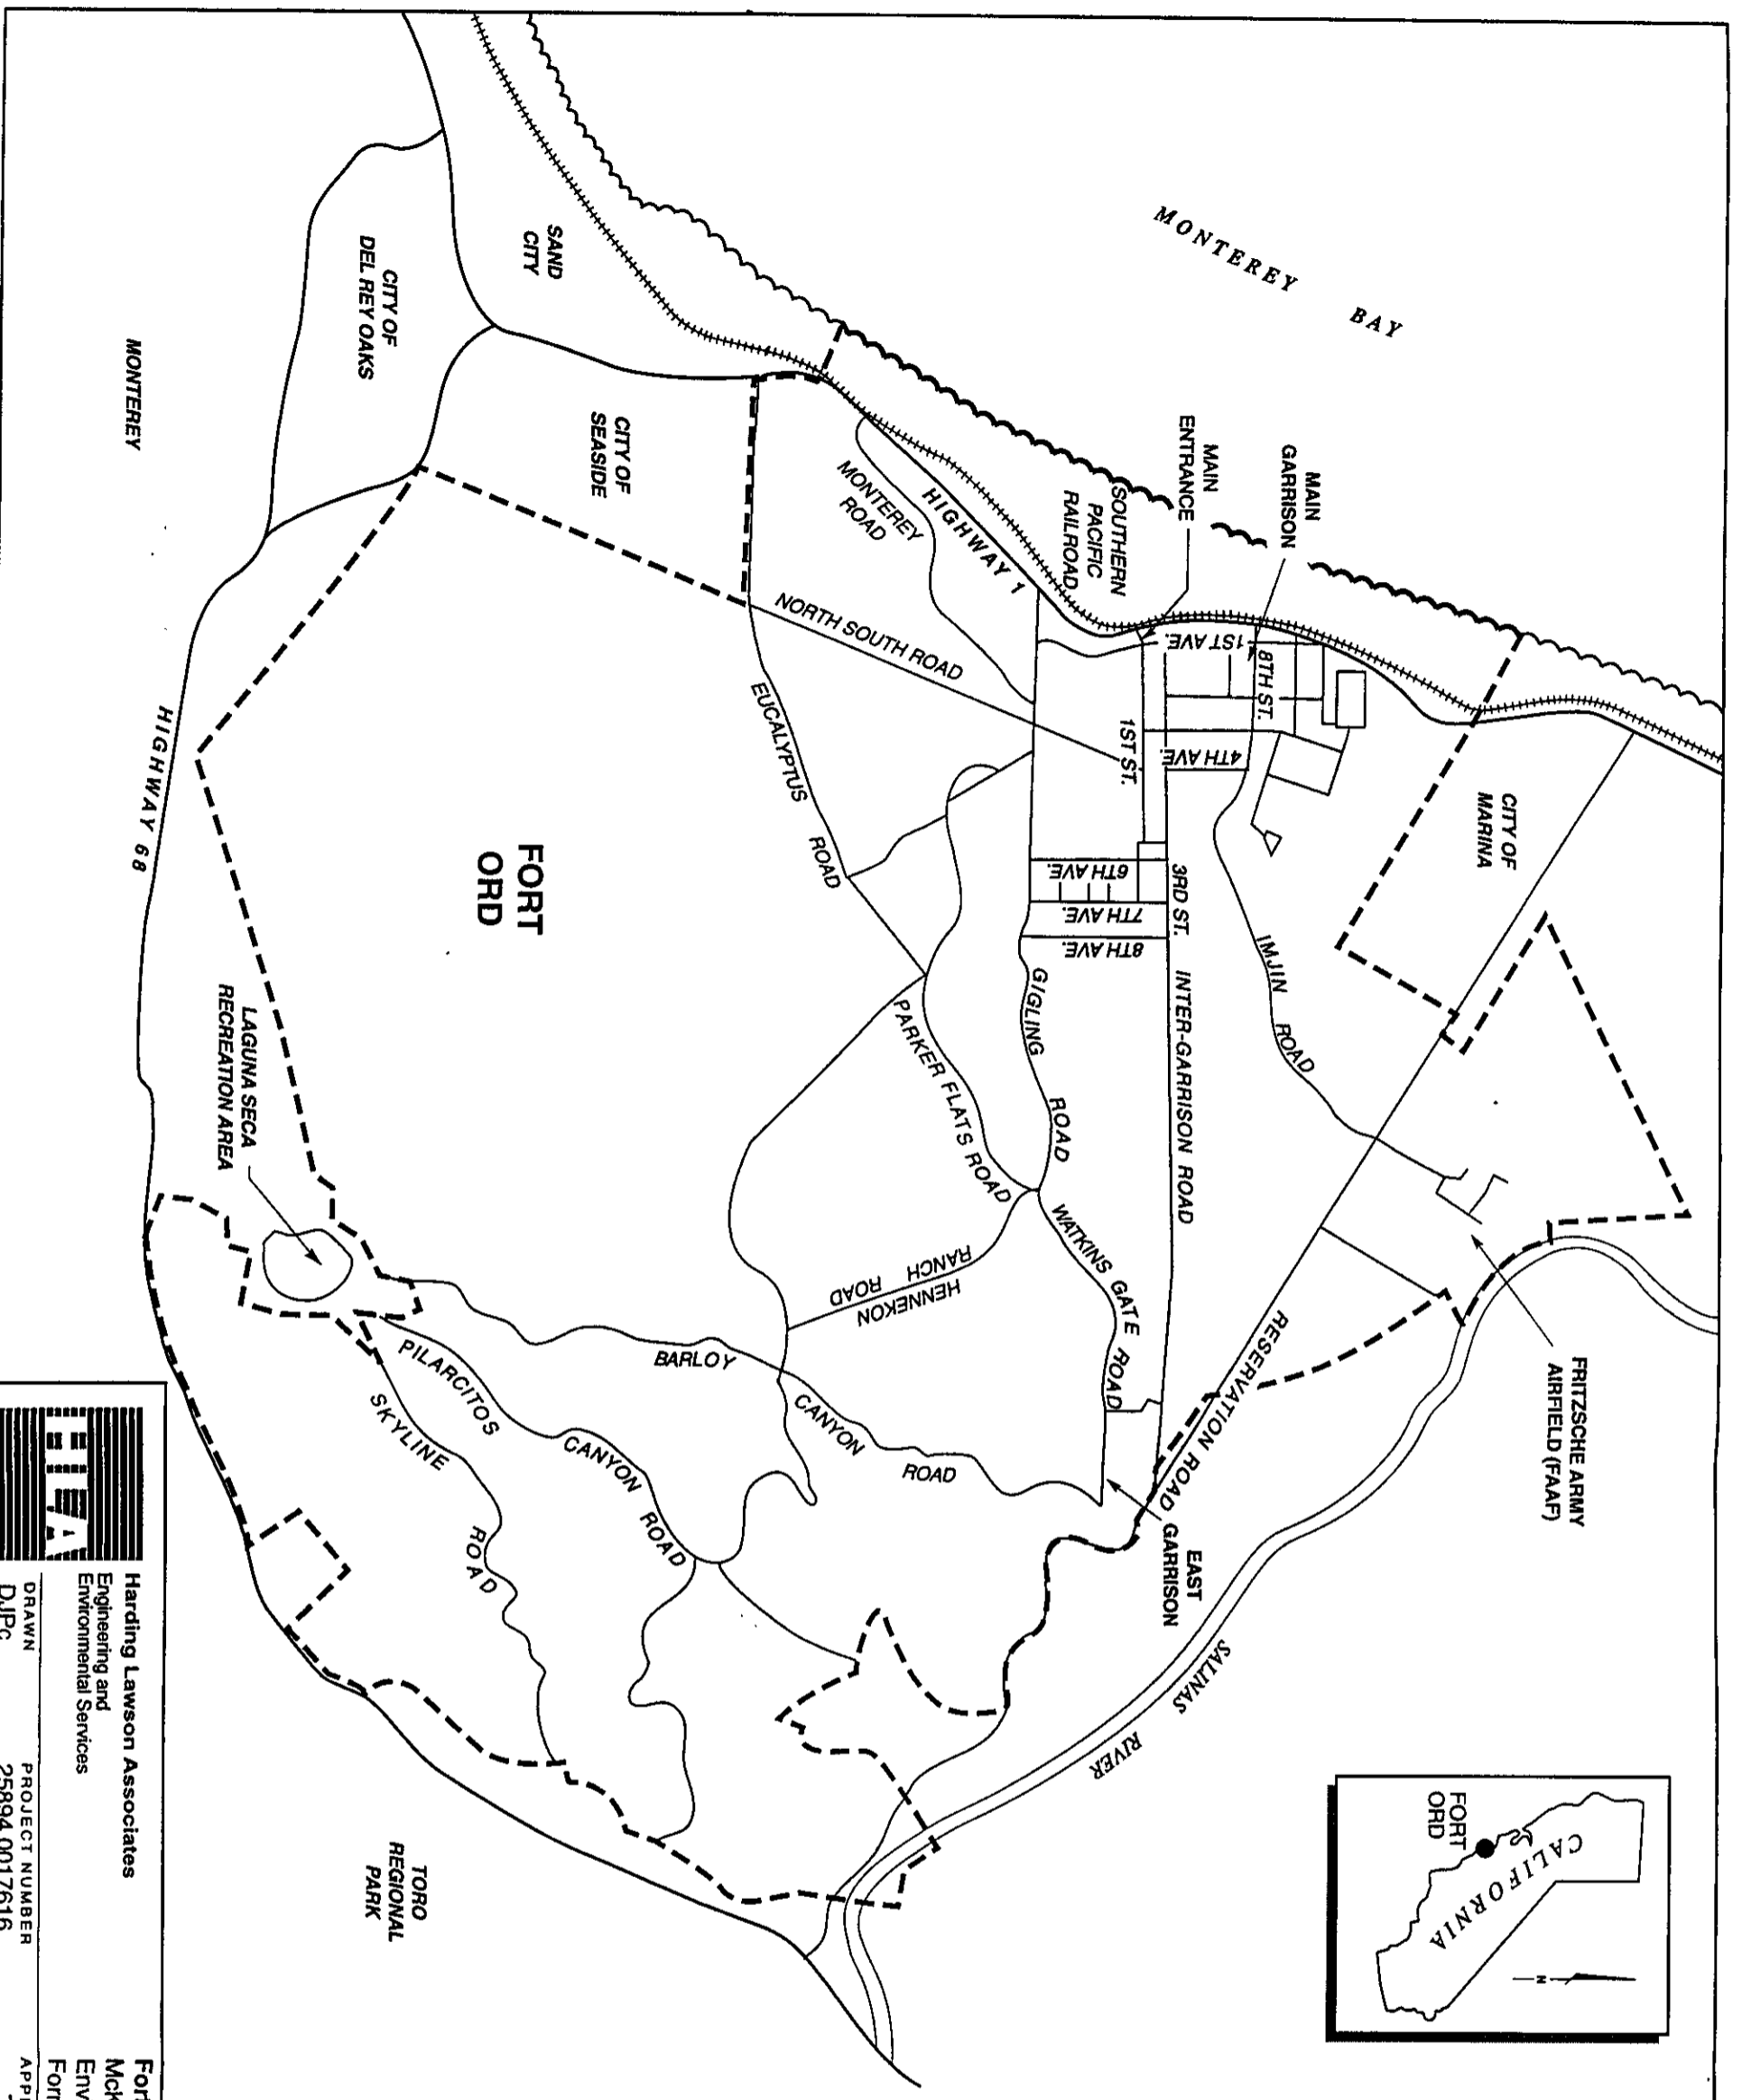 MONTEREY BAY
MAIN
GARRISON
MAIN
ENTRANCE
SOUTHERN
PACIFIC
RAILROAD
HIGHWAY 1
MONTEREY
ROAD
SAND
CITY
CITY OF
DEL REY OAKS
MONTEREY
CITY OF
SEASIDE
NORTH SOUTH ROAD
EUCALYPTUS ROAD
1ST AVE.
8TH ST.
1ST ST.
4TH AVE.
CITY OF
MARINA
6TH AVE.
7TH AVE.
8TH AVE.
3RD ST.
INTER-GARRISON ROAD
IMJIN ROAD
GIGLING ROAD
PARKER FLATS ROAD
FORT
ORD
HIGHWAY 68
LAGUNA SECA
RECREATION AREA
WATKINS GATE ROAD
HENNEKON
RANCH ROAD
RESERVATION ROAD
FRITZSCHE ARMY
AIRFIELD (FAAF)
BARLOY CANYON ROAD
PILARCITOS CANYON ROAD
SKYLINE ROAD
EAST
GARRISON
SALINAS RIVER
TORO
REGIONAL
PARK
FORT
ORD
CALIFORNIA
N
HLA
Harding Lawson Associates
Engineering and
Environmental Services
DRAWN
DJPc
PROJECT NUMBER
25894 0017616